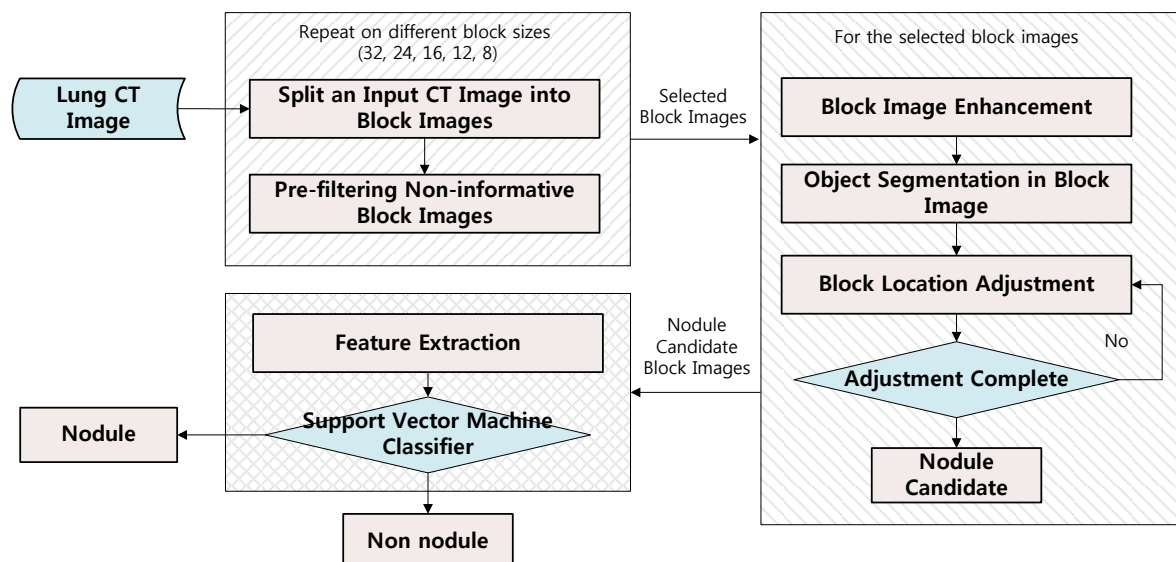 Lung CT
Image
Repeat on different block sizes
(32, 24, 16, 12, 8)
Split an Input CT Image into
Block Images
Pre-filtering Non-informative
Block Images
Selected
Block Images
For the selected block images
Block Image Enhancement
Object Segmentation in Block
Image
Block Location Adjustment
No
Adjustment Complete
Nodule
Candidate
Nodule
Candidate
Block Images
Feature Extraction
Support Vector Machine
Classifier
Nodule
Non nodule